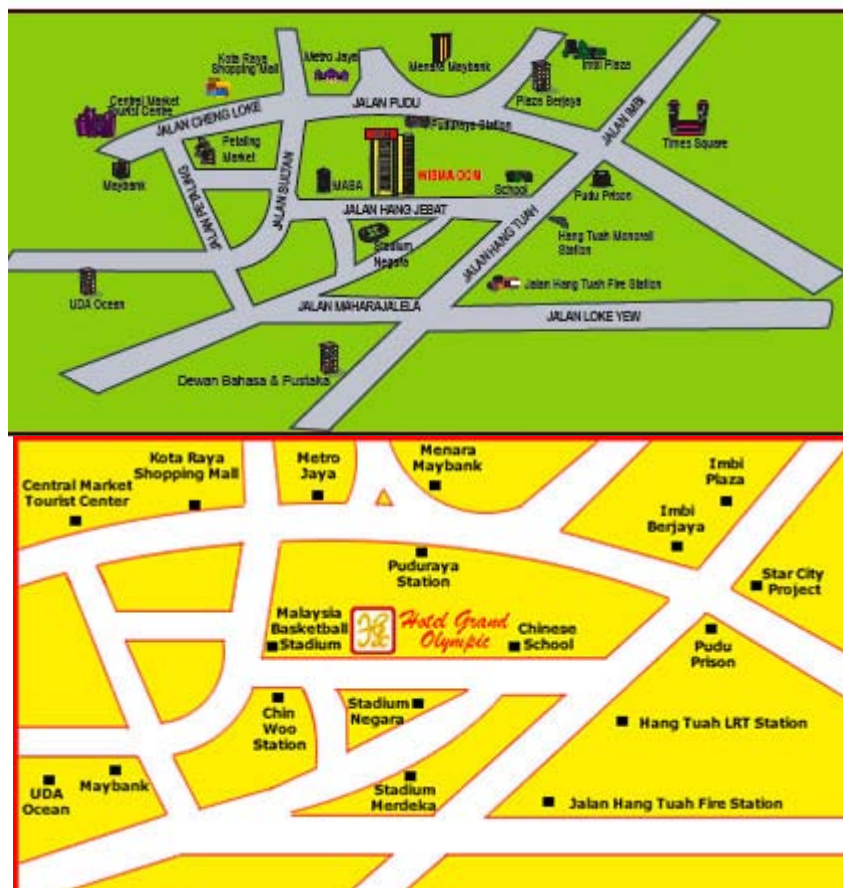 Kota Raya
Shopping Mall
Metro Jaya
Menara Maybank
Imbi Plaza
Central Market
Tourist Centre
JALAN CHENG LOKE
JALAN PUDU
Plaza Berjaya
JALAN IMBI
Puduraya Station
Times Square
Petaling
Market
Maybank
JALAN PETALING
JALAN SULTAN
MABA
WISMA OCM
School
Pudu Prison
JALAN HANG JEBAT
JALAN HANG TUAH
Stadium
Negara
Hang Tuah Monorail
Station
UDA Ocean
Jalan Hang Tuah Fire Station
JALAN MAHARAJALELA
JALAN LOKE YEW
Dewan Bahasa & Pustaka
Kota Raya
Shopping Mall
Metro
Jaya
Menara
Maybank
Imbi
Plaza
Central Market
Tourist Center
Imbi
Berjaya
Puduraya
Station
Star City
Project
Malaysia
Basketball
Stadium
Hotel Grand
Olympic
Chinese
School
Pudu
Prison
Chin
Woo
Station
Stadium
Negara
Hang Tuah LRT Station
UDA
Ocean
Maybank
Stadium
Merdeka
Jalan Hang Tuah Fire Station